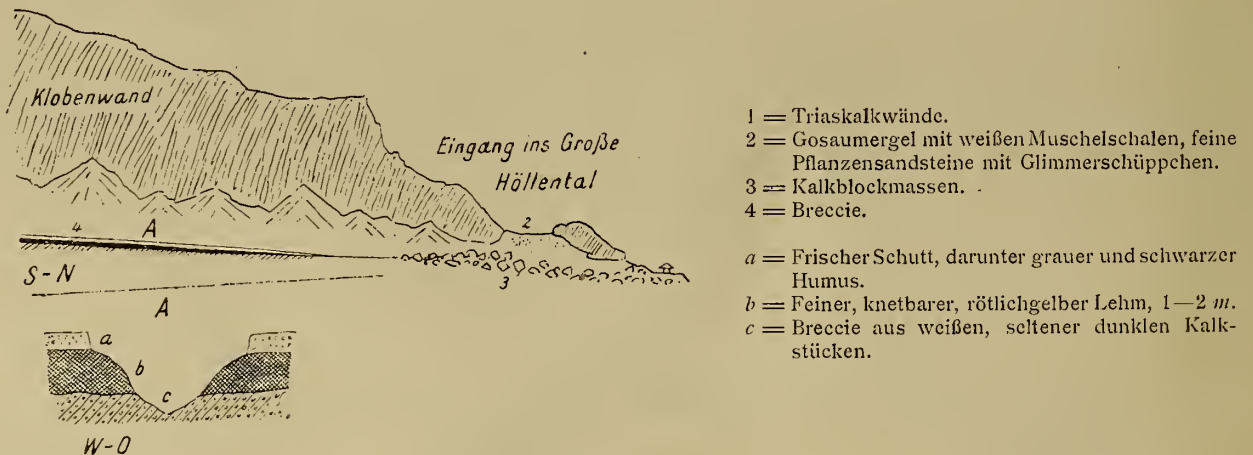 Klobenwand
Eingang ins Große
Höllental
2
4
A
S-N
3
A
a
b
c
W-O
1 = Triaskalkwände.
2 = Gosaumergel mit weißen Muschelschalen, feine
Pflanzensandsteine mit Glimmerschüppchen.
3 = Kalkblockmassen.
4 = Breccie.
a = Frischer Schutt, darunter grauer und schwarzer
Humus.
b = Feiner, knetbarer, rötlichgelber Lehm, 1—2 m.
c = Breccie aus weißen, seltener dunklen Kalk-
stücken.